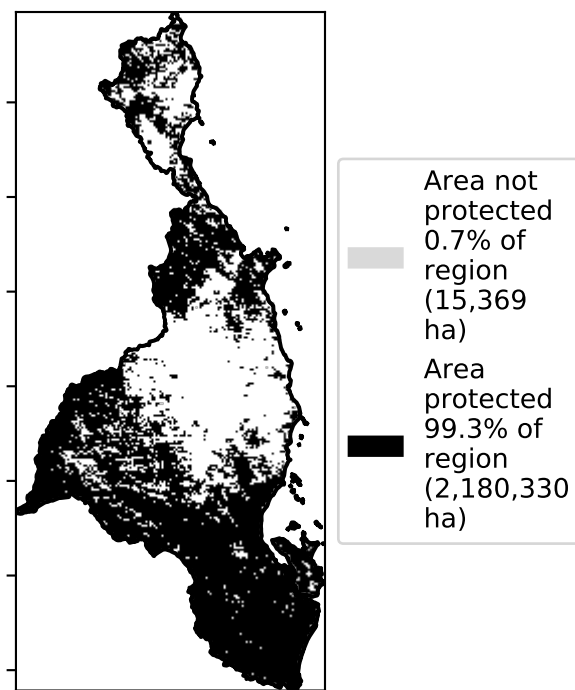 Area not
protected
0.7% of
region
(15,369
ha)
Area
protected
99.3% of
region
(2,180,330
ha)